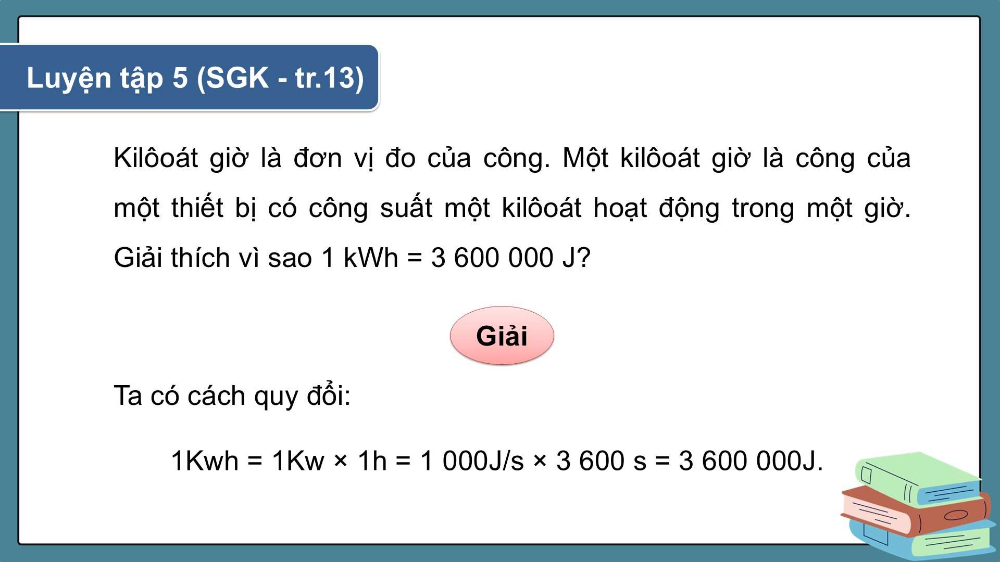 Luyện tập 5 (SGK - tr.13)
Kilôoát giờ là đơn vị đo của công. Một kilôoát giờ là công của
một thiết bị có công suất một kilôoát hoạt động trong một giờ.
Giải thích vì sao 1 kWh = 3 600 000 J?
Giải
Ta có cách quy đổi:
1Kwh = 1Kw × 1h = 1 000J/s × 3 600 s = 3 600 000J.